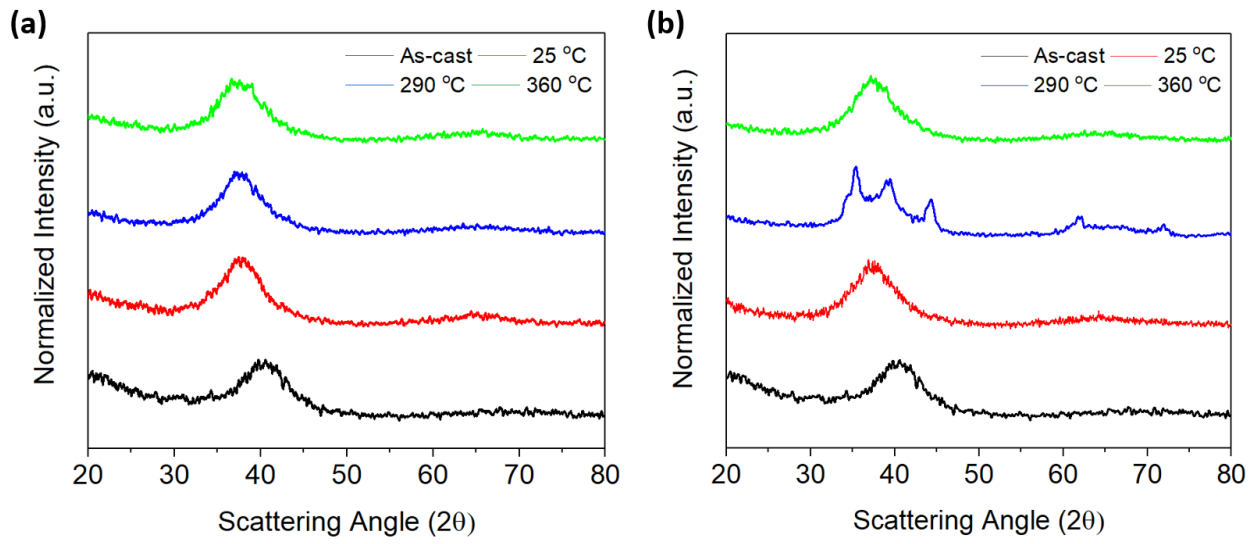 (a)
As-cast 25 °C
290 °C 360 °C
Normalized Intensity (a.u.)
20 30 40 50 60 70 80
Scattering Angle (2θ)
(b)
As-cast 25 °C
290 °C 360 °C
Normalized Intensity (a.u.)
20 30 40 50 60 70 80
Scattering Angle (2θ)